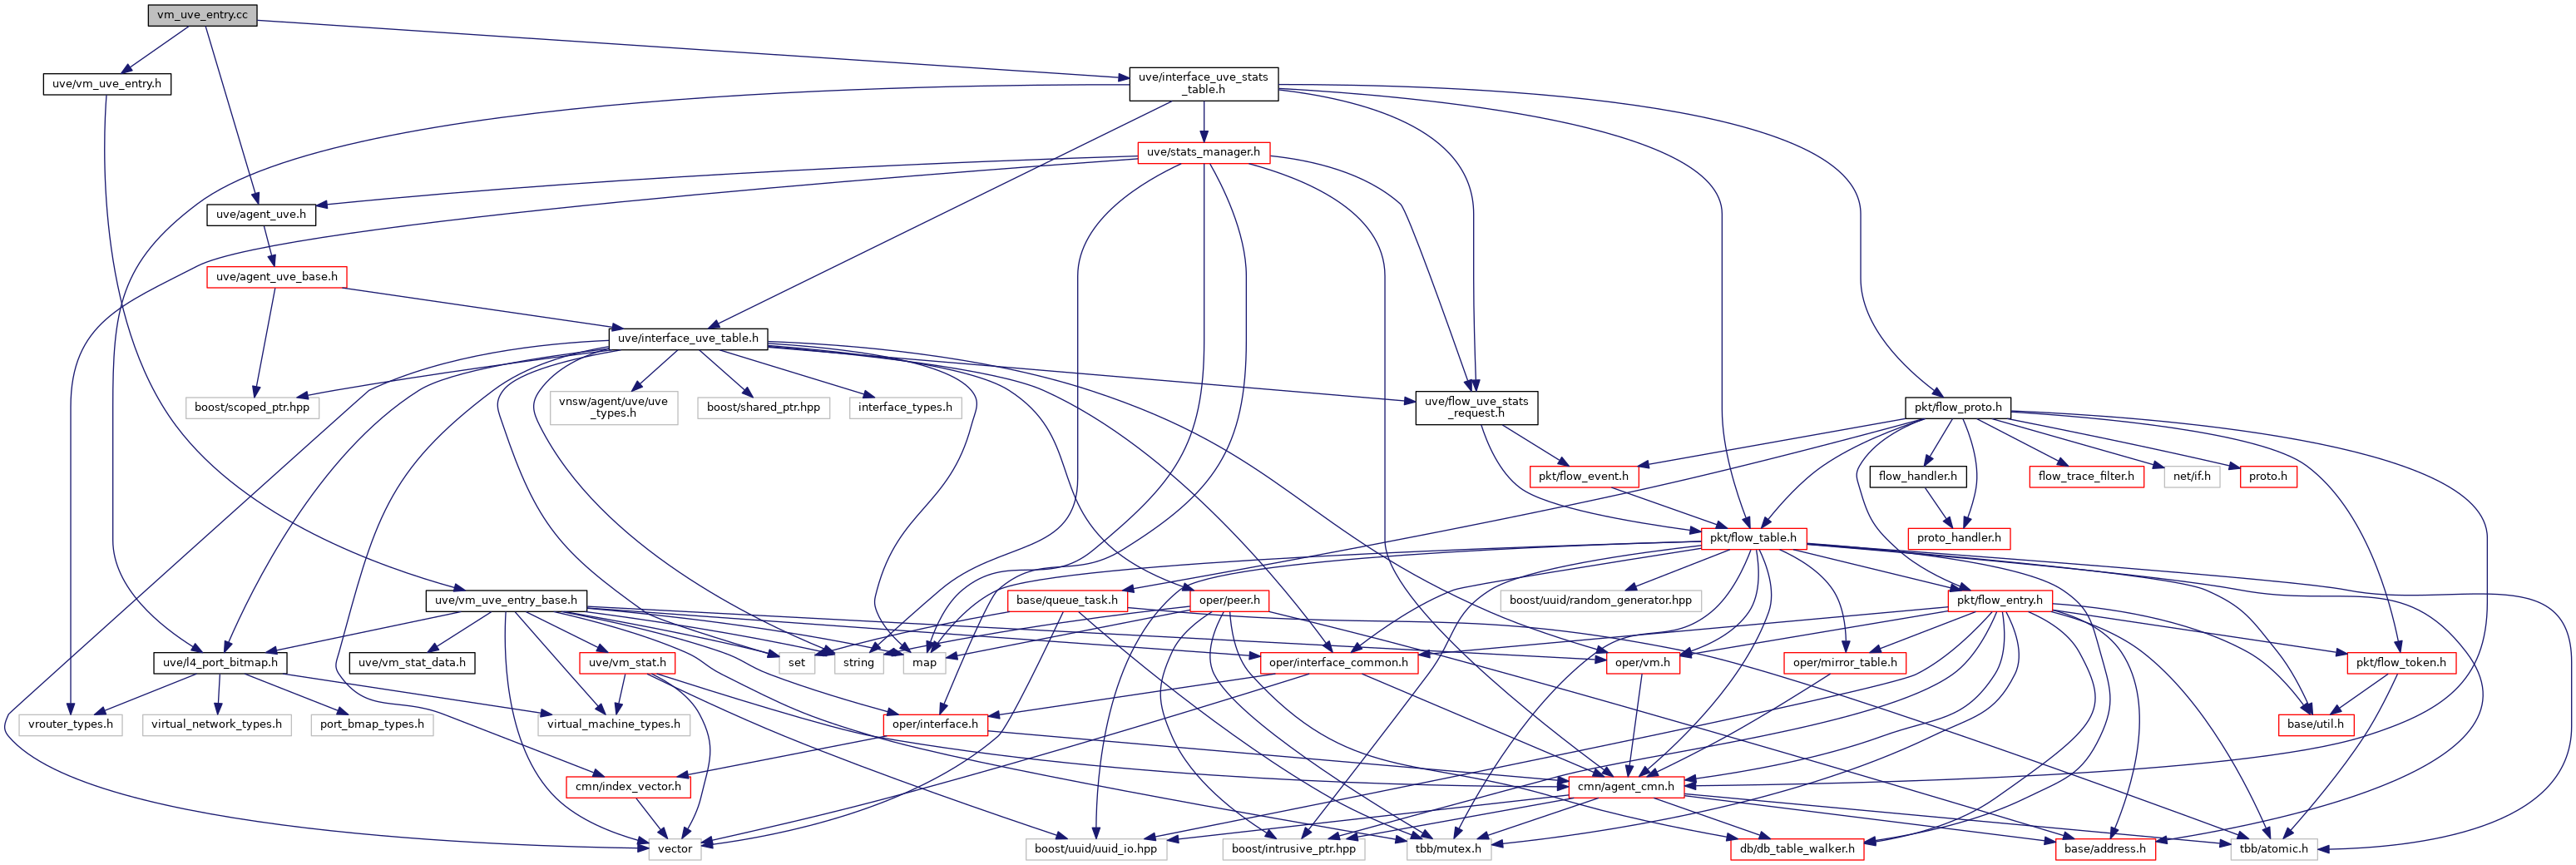 vm_uve_entry.cc
uve/vm_uve_entry.h
uve/interface_uve_stats
_table.h
uve/stats_manager.h
uve/agent_uve.h
uve/agent_uve_base.h
uve/interface_uve_table.h
boost/scoped_ptr.hpp
vnsw/agent/uve/uve
_types.h
boost/shared_ptr.hpp
interface_types.h
uve/flow_uve_stats
_request.h
pkt/flow_proto.h
pkt/flow_event.h
flow_handler.h
flow_trace_filter.h
net/if.h
proto.h
pkt/flow_table.h
proto_handler.h
uve/vm_uve_entry_base.h
base/queue_task.h
oper/peer.h
boost/uuid/random_generator.hpp
pkt/flow_entry.h
uve/l4_port_bitmap.h
uve/vm_stat_data.h
uve/vm_stat.h
set
string
map
oper/interface_common.h
oper/vm.h
oper/mirror_table.h
pkt/flow_token.h
vrouter_types.h
virtual_network_types.h
port_bmap_types.h
virtual_machine_types.h
oper/interface.h
base/util.h
cmn/index_vector.h
cmn/agent_cmn.h
vector
boost/uuid/uuid_io.hpp
boost/intrusive_ptr.hpp
tbb/mutex.h
db/db_table_walker.h
base/address.h
tbb/atomic.h